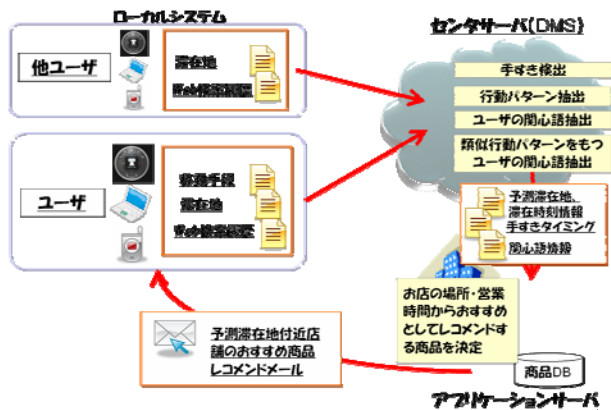 ローカルシステム
センタサーバ(DMS)
他ユーザ
滞在地
Web検索履歴
手すき検出
行動パターン抽出
ユーザの関心語抽出
類似行動パターンをもつ
ユーザの関心語抽出
ユーザ
移動手段
滞在地
Web検索履歴
予測滞在地、
滞在時刻情報
手すきタイミング
関心語情報
お店の場所・営業
時間からおすすめ
としてレコメンドす
る商品を決定
予測滞在地付近店
舗のおすすめ商品
レコメンドメール
商品DB
アプリケーションサーバ